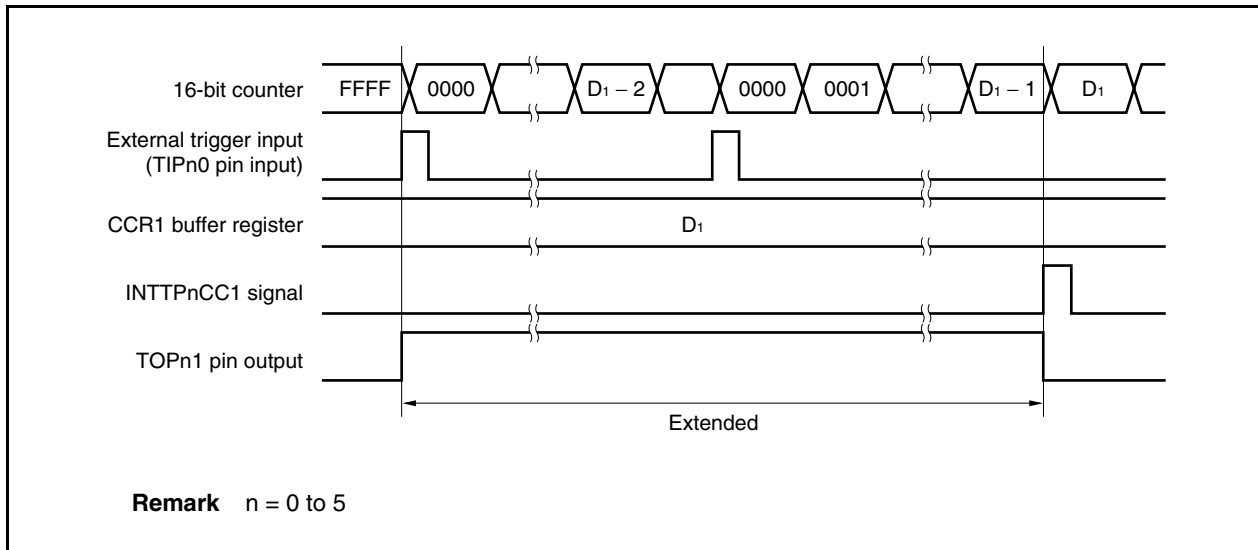 16-bit counter FFFF 0000 D1 – 2 0000 0001 D1 – 1 D1
External trigger input
(TIPn0 pin input)
CCR1 buffer register D1
INTTPnCC1 signal
TOPn1 pin output
Extended
Remark n = 0 to 5